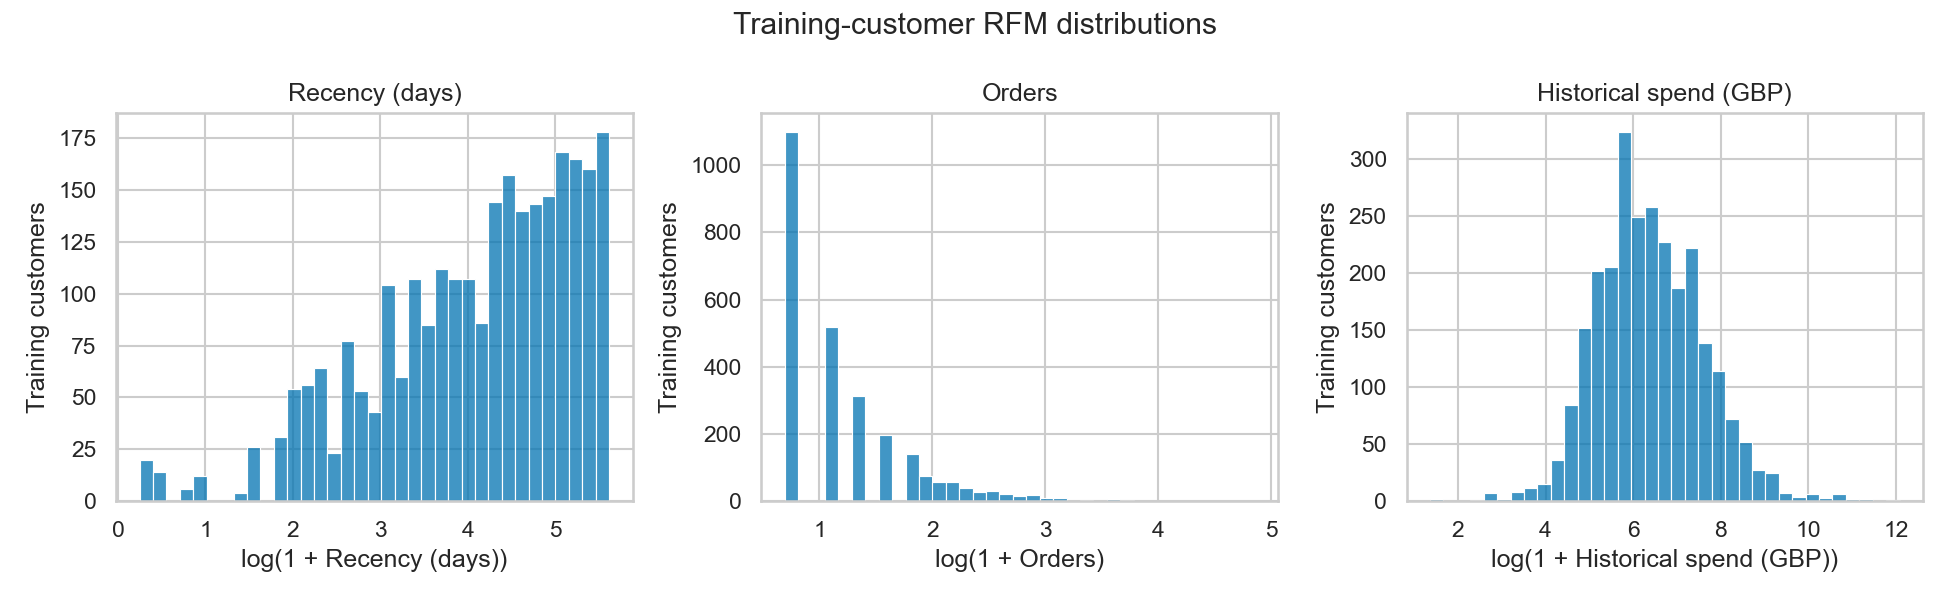 Training-customer RFM distributions
Recency (days)
Training customers
175
150
125
100
75
50
25
0
0 1 2 3 4 5
log(1 + Recency (days))
Orders
Training customers
1000
800
600
400
200
0
1 2 3 4 5
log(1 + Orders)
Historical spend (GBP)
Training customers
300
250
200
150
100
50
0
2 4 6 8 10 12
log(1 + Historical spend (GBP))